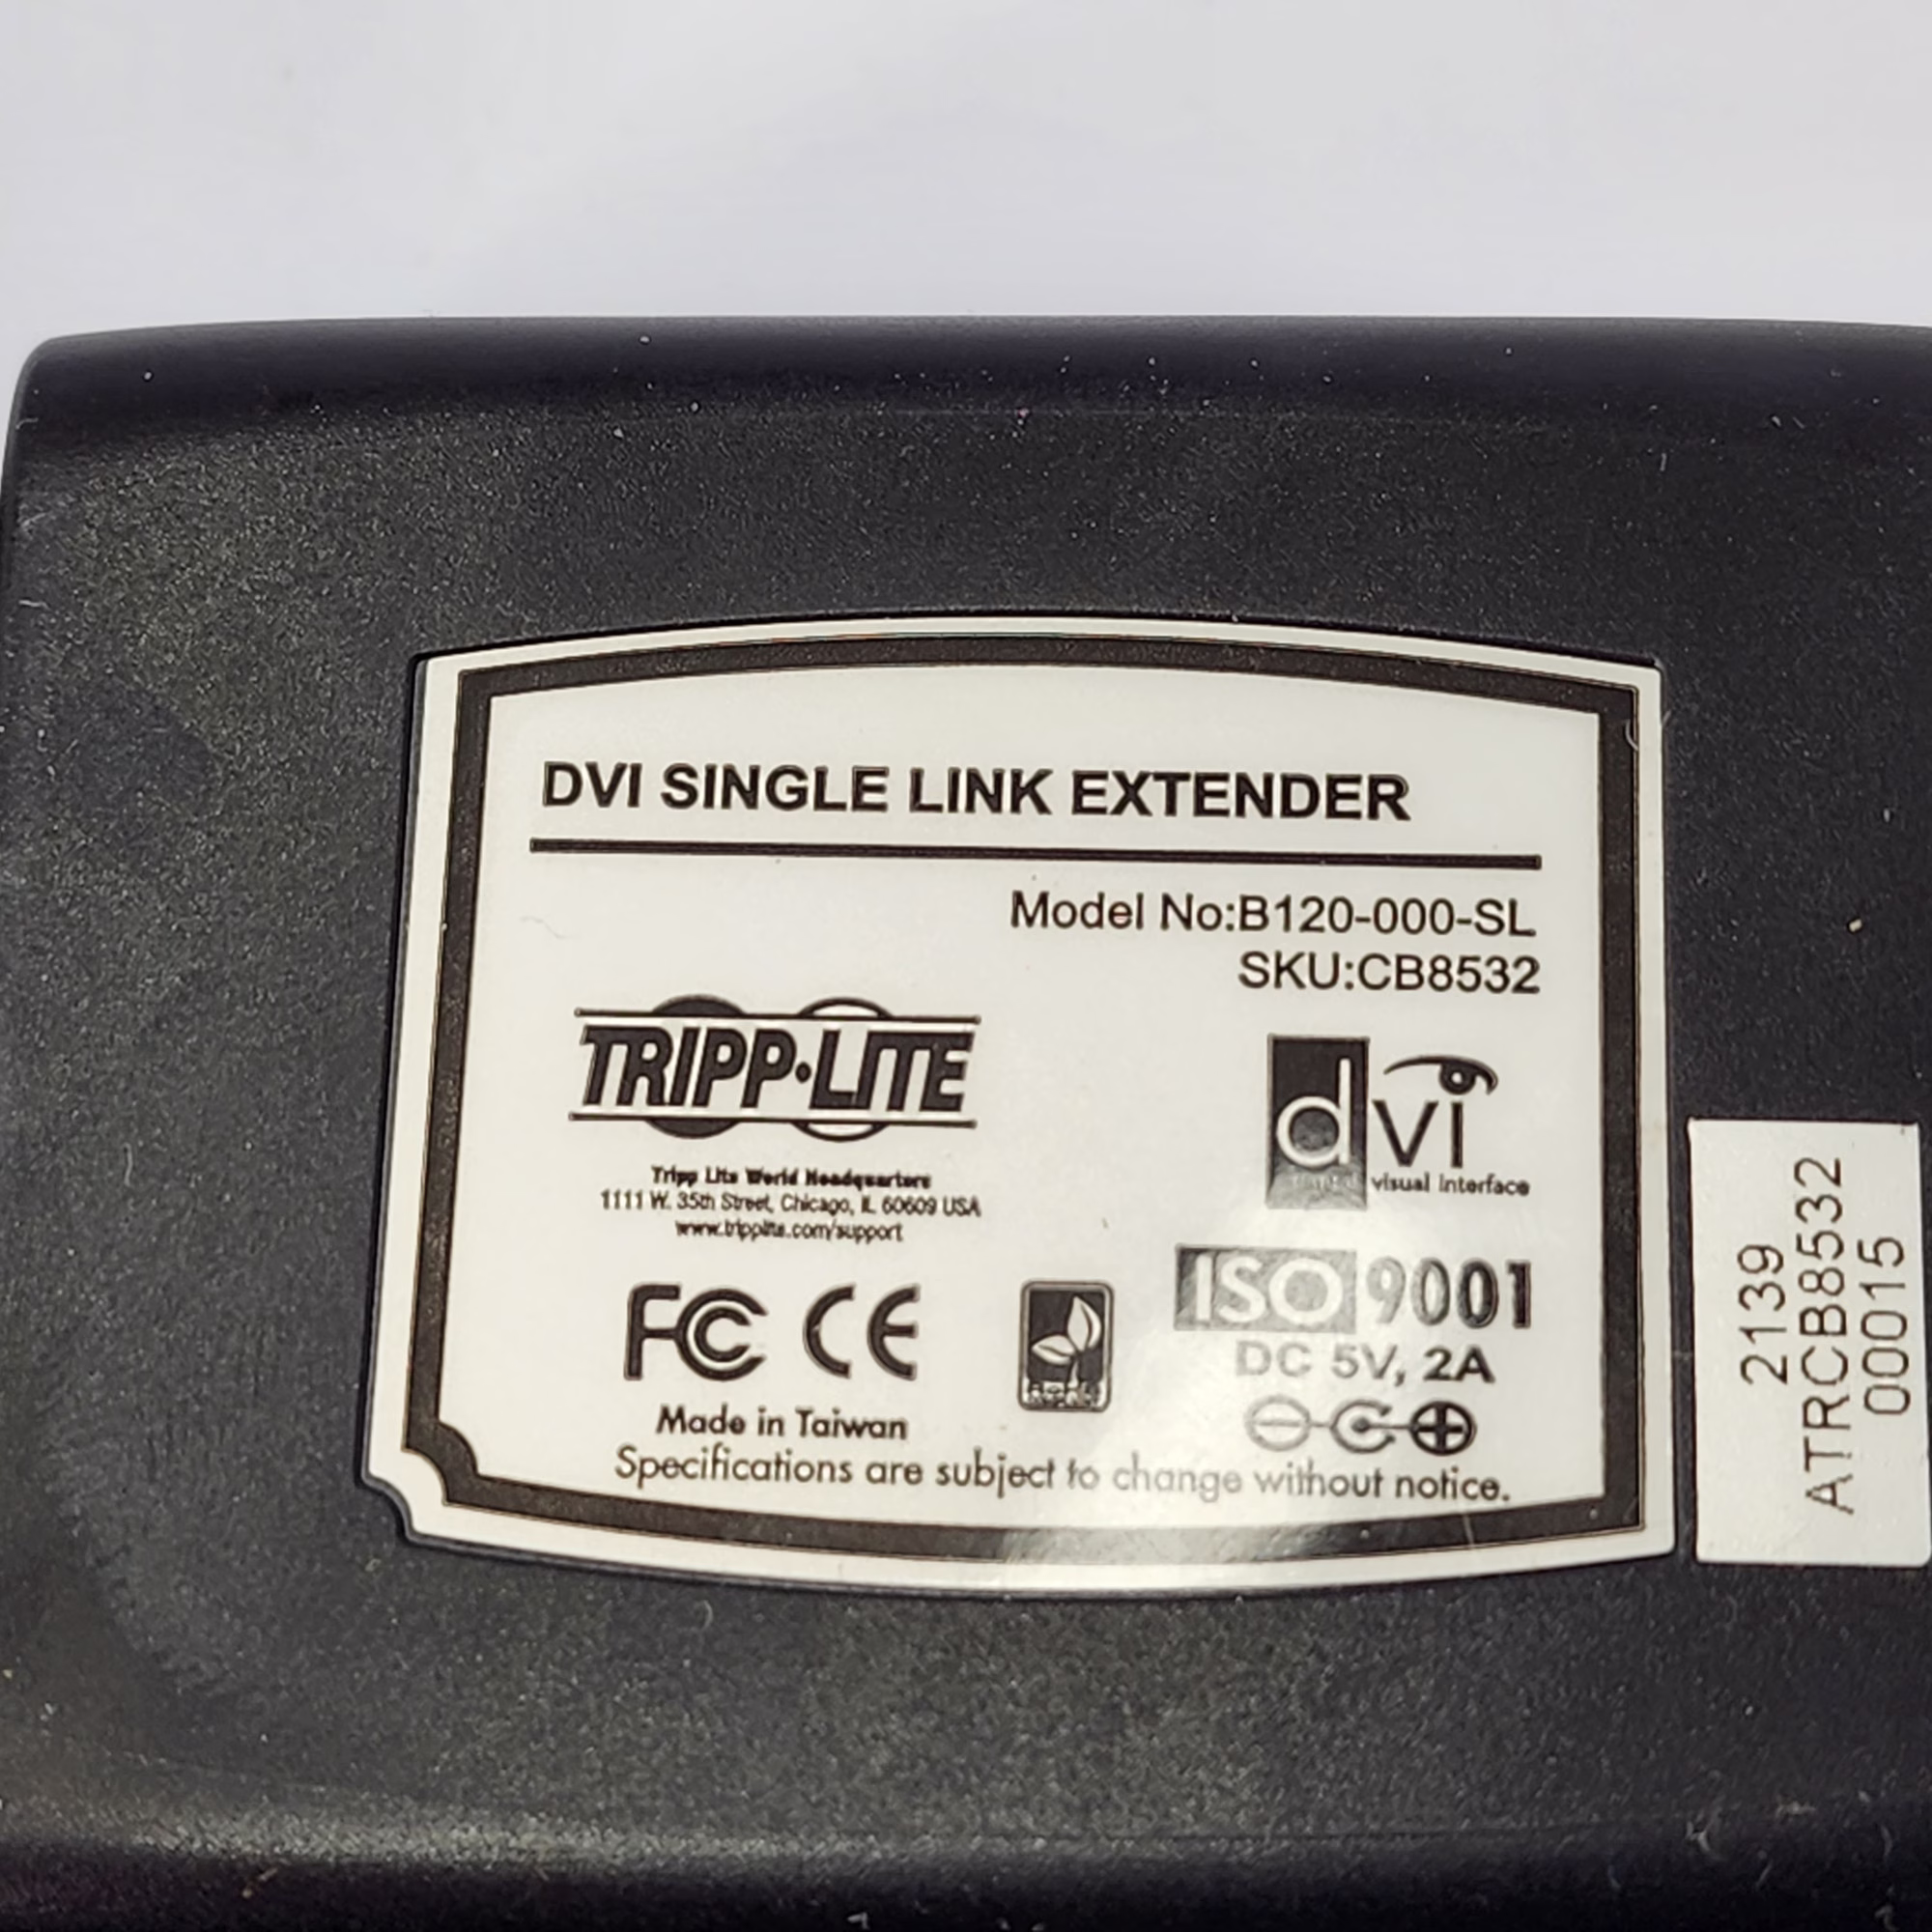 DVI SINGLE LINK EXTENDER
Model No:B120-000-SL
SKU:CB8532
TRIPP·LITE
Tripp Lite World Headquarters
1111 W. 35th Street, Chicago, IL 60609 USA
www.tripplite.com/support
dvi
visual interface
FC CE
ISO 9001
DC 5V, 2A
Made in Taiwan
Specifications are subject to change without notice.
2139
ATRCB8532
00015